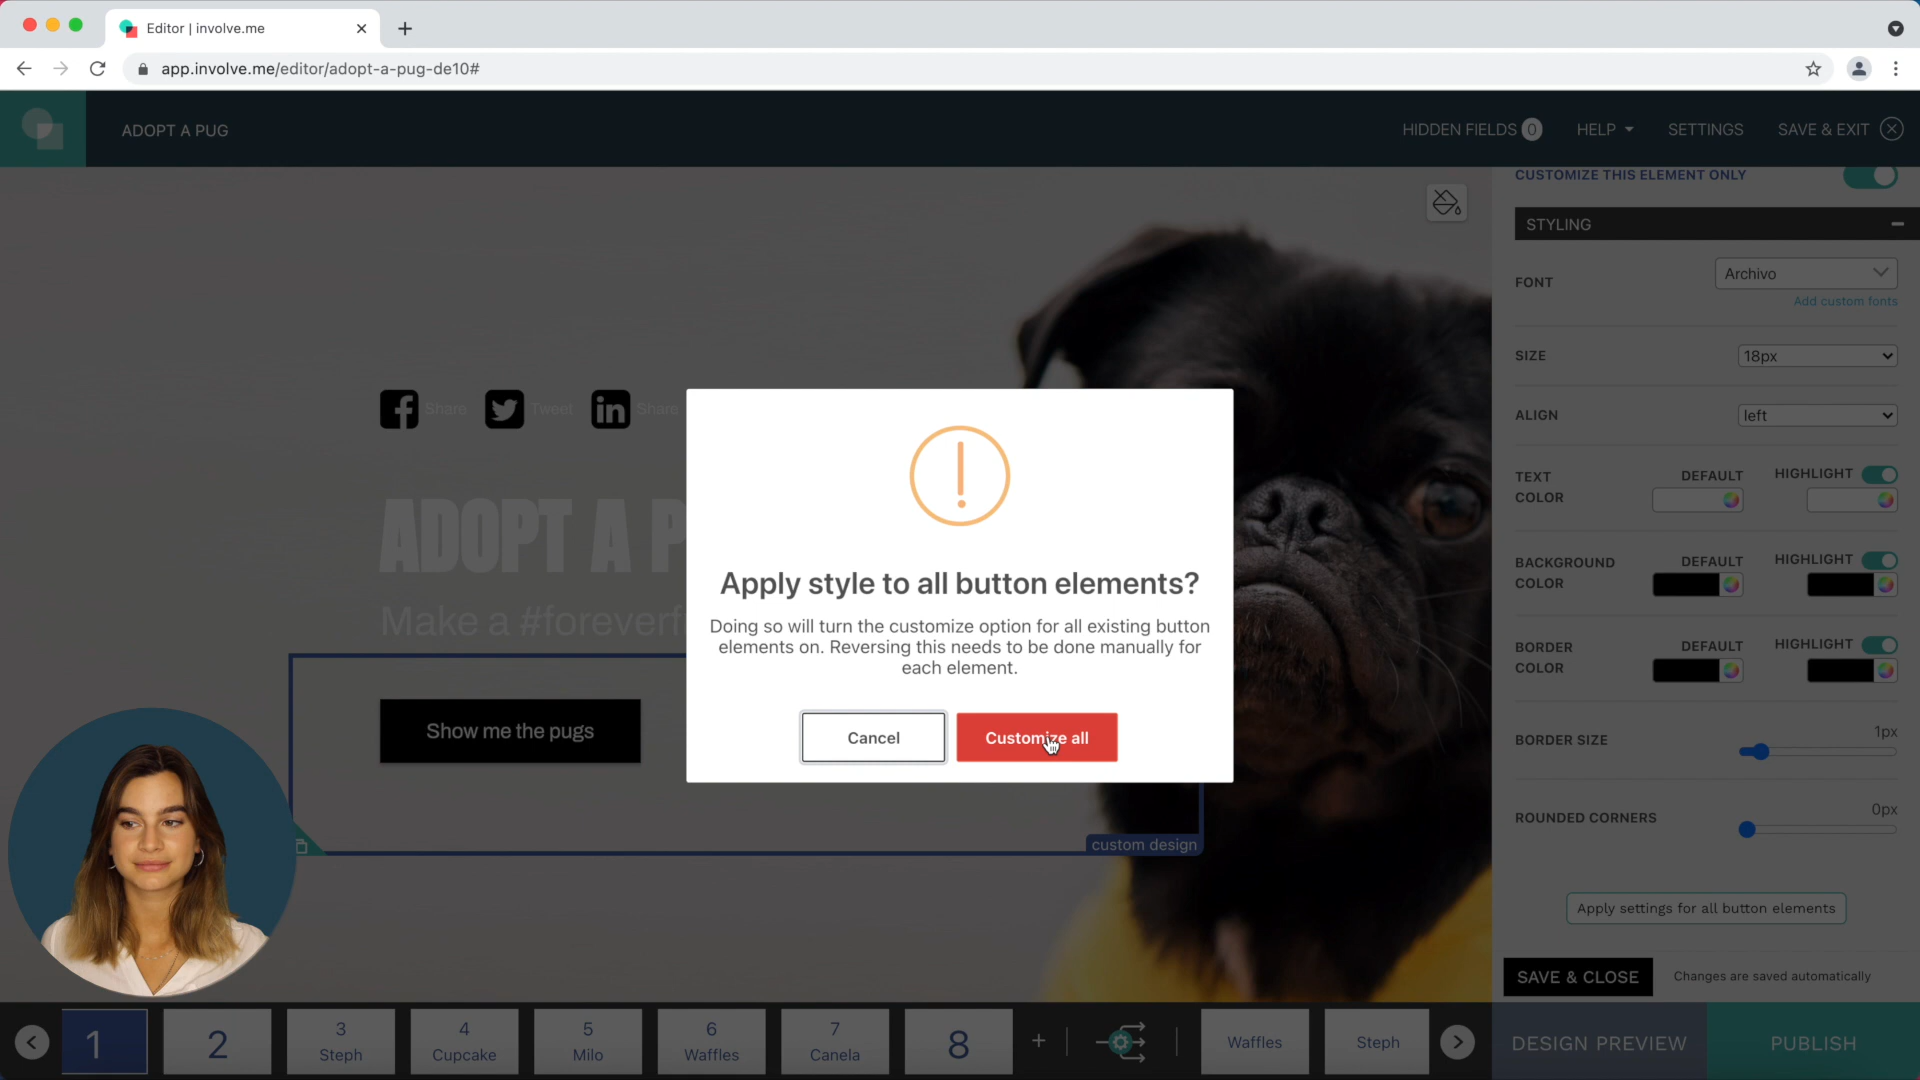 Editor | involve.me
app.involve.me/editor/adopt-a-pug-de10#
ADOPT A PUG
HIDDEN FIELDS 0
HELP
SETTINGS
SAVE & EXIT
CUSTOMIZE THIS ELEMENT ONLY
STYLING
FONT
Archivo
Add custom fonts
SIZE
18px
ALIGN
left
TEXT COLOR
DEFAULT
HIGHLIGHT
BACKGROUND COLOR
DEFAULT
HIGHLIGHT
BORDER COLOR
DEFAULT
HIGHLIGHT
BORDER SIZE
1px
ROUNDED CORNERS
0px
Apply settings for all button elements
SAVE & CLOSE
Changes are saved automatically
Share
Tweet
Share
ADOPT A P
Make a #foreverf
Show me the pugs
custom design
Apply style to all button elements?
Doing so will turn the customize option for all existing button
elements on. Reversing this needs to be done manually for
each element.
Cancel
Customize all
1
2
3
Steph
4
Cupcake
5
Milo
6
Waffles
7
Canela
8
Waffles
Steph
DESIGN PREVIEW
PUBLISH